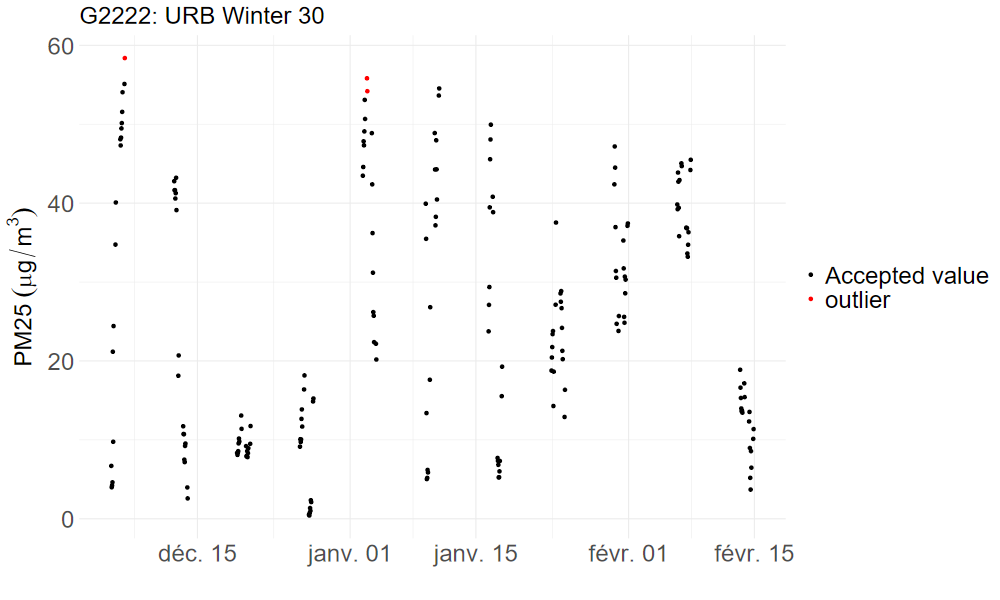 G2222: URB Winter 30
60
40
20
0
PM25 (μg/m³)
déc. 15
janv. 01
janv. 15
févr. 01
févr. 15
Accepted value
outlier